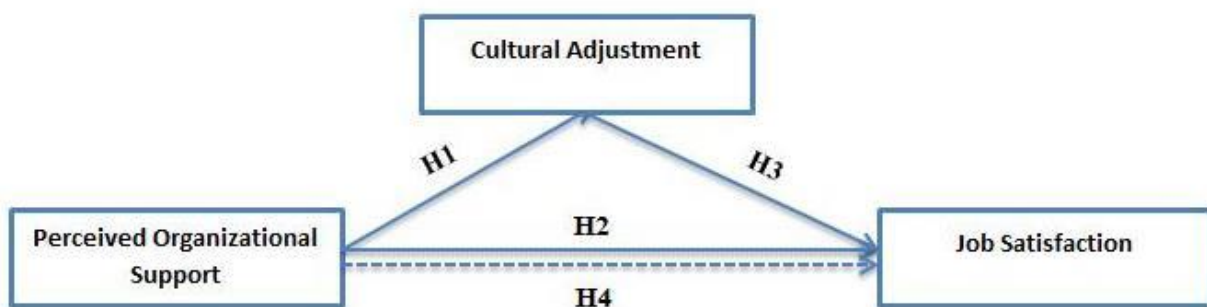 Cultural Adjustment
H1
H3
Perceived Organizational
Support
H2
Job Satisfaction
H4